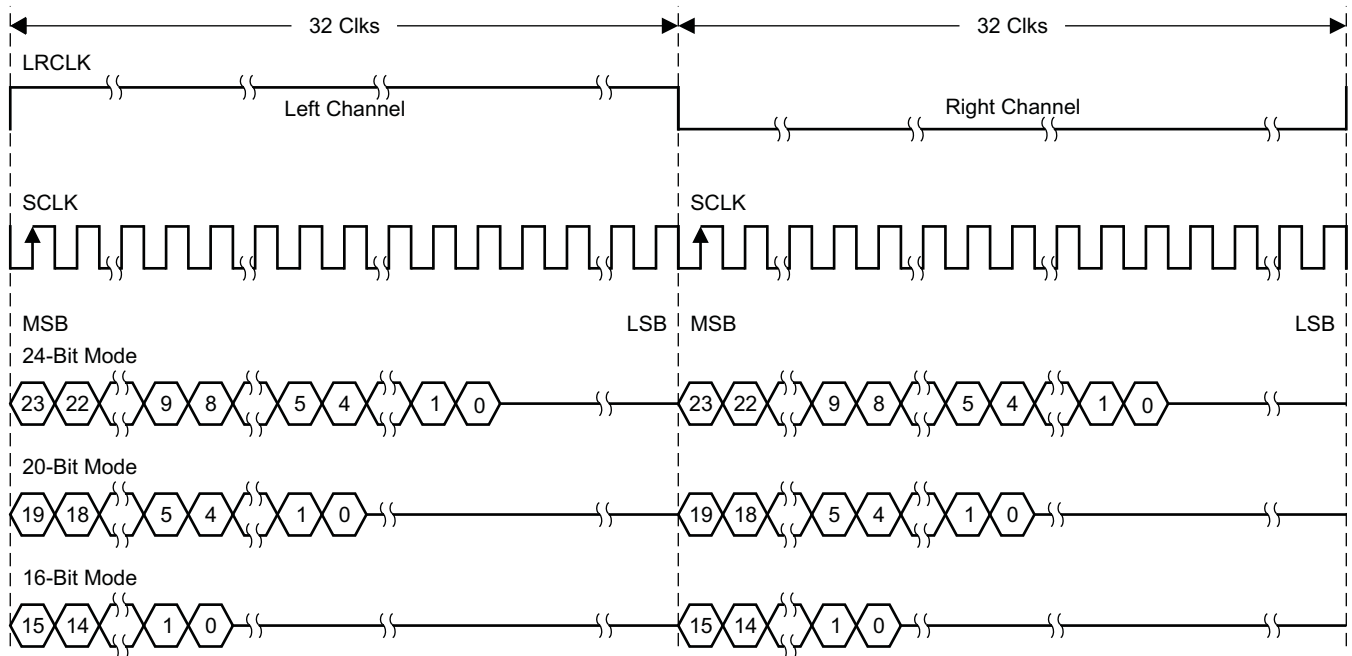 32 Clks 32 Clks
LRCLK
Left Channel Right Channel
SCLK SCLK
MSB LSB MSB LSB
24-Bit Mode
23 22 9 8 5 4 1 0 23 22 9 8 5 4 1 0
20-Bit Mode
19 18 5 4 1 0 19 18 5 4 1 0
16-Bit Mode
15 14 1 0 15 14 1 0